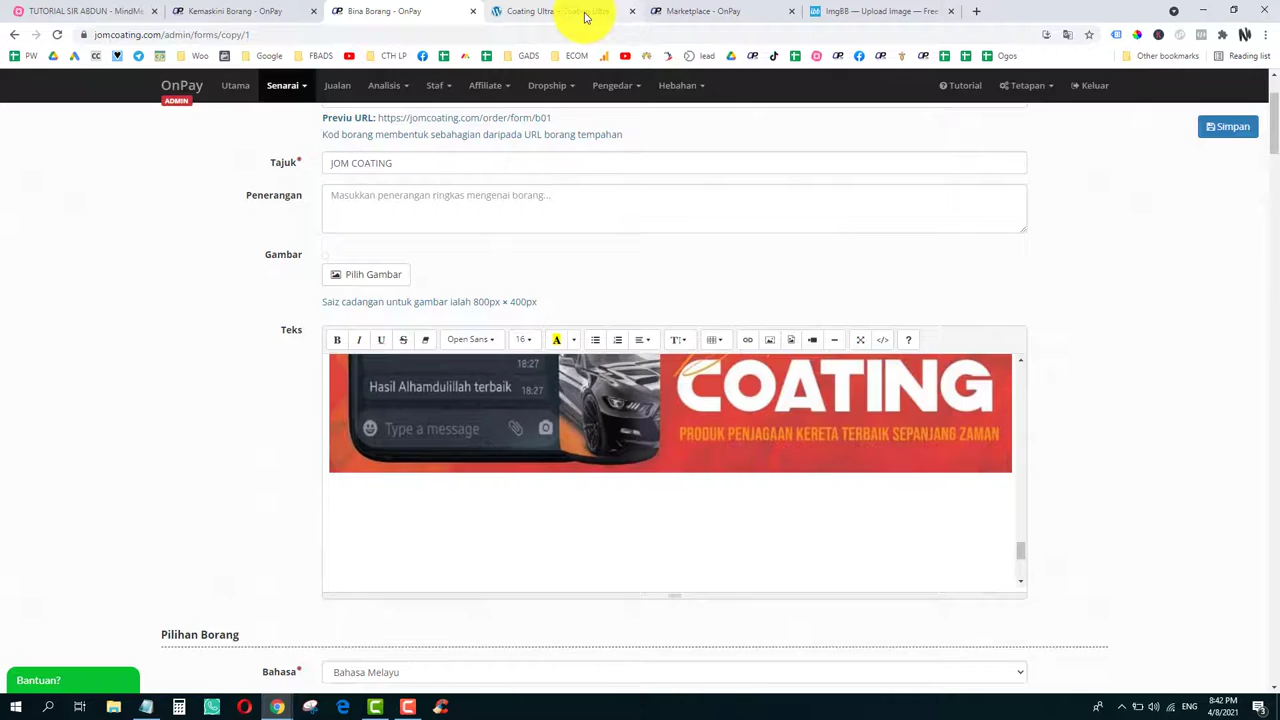 TUTORIAL SIR ABDUN - MindMe
Kemaskini Borang - OnPay
Bina Borang - OnPay
Coating Ultra
Marketplace - OnPay
ImgBB — Upload Image — Free
jomcoating.com/admin/forms/copy/1
PW
Woo
Google
FBADS
CTH LP
GADS
ECOM
lead
Ogos
Other bookmarks
Reading list
OnPay
ADMIN
Utama
Senarai
Jualan
Analisis
Staf
Affiliate
Dropship
Pengedar
Hebahan
Tutorial
Tetapan
Keluar
Previu URL: https://jomcoating.com/order/form/b01
Kod borang membentuk sebahagian daripada URL borang tempahan
Simpan
Tajuk*
JOM COATING
Penerangan
Masukkan penerangan ringkas mengenai borang...
Gambar
Pilih Gambar
Saiz cadangan untuk gambar ialah 800px × 400px
Teks
B I U S Open Sans 16 A </> ?
18:27
Hasil Alhamdulillah terbaik
18:27
Type a message
COATING
PRODUK PENJAGAAN KERETA TERBAIK SEPANJANG ZAMAN
Pilihan Borang
Bahasa*
Bahasa Melayu
Bantuan?
ENG
8:42 PM
4/8/2021
3